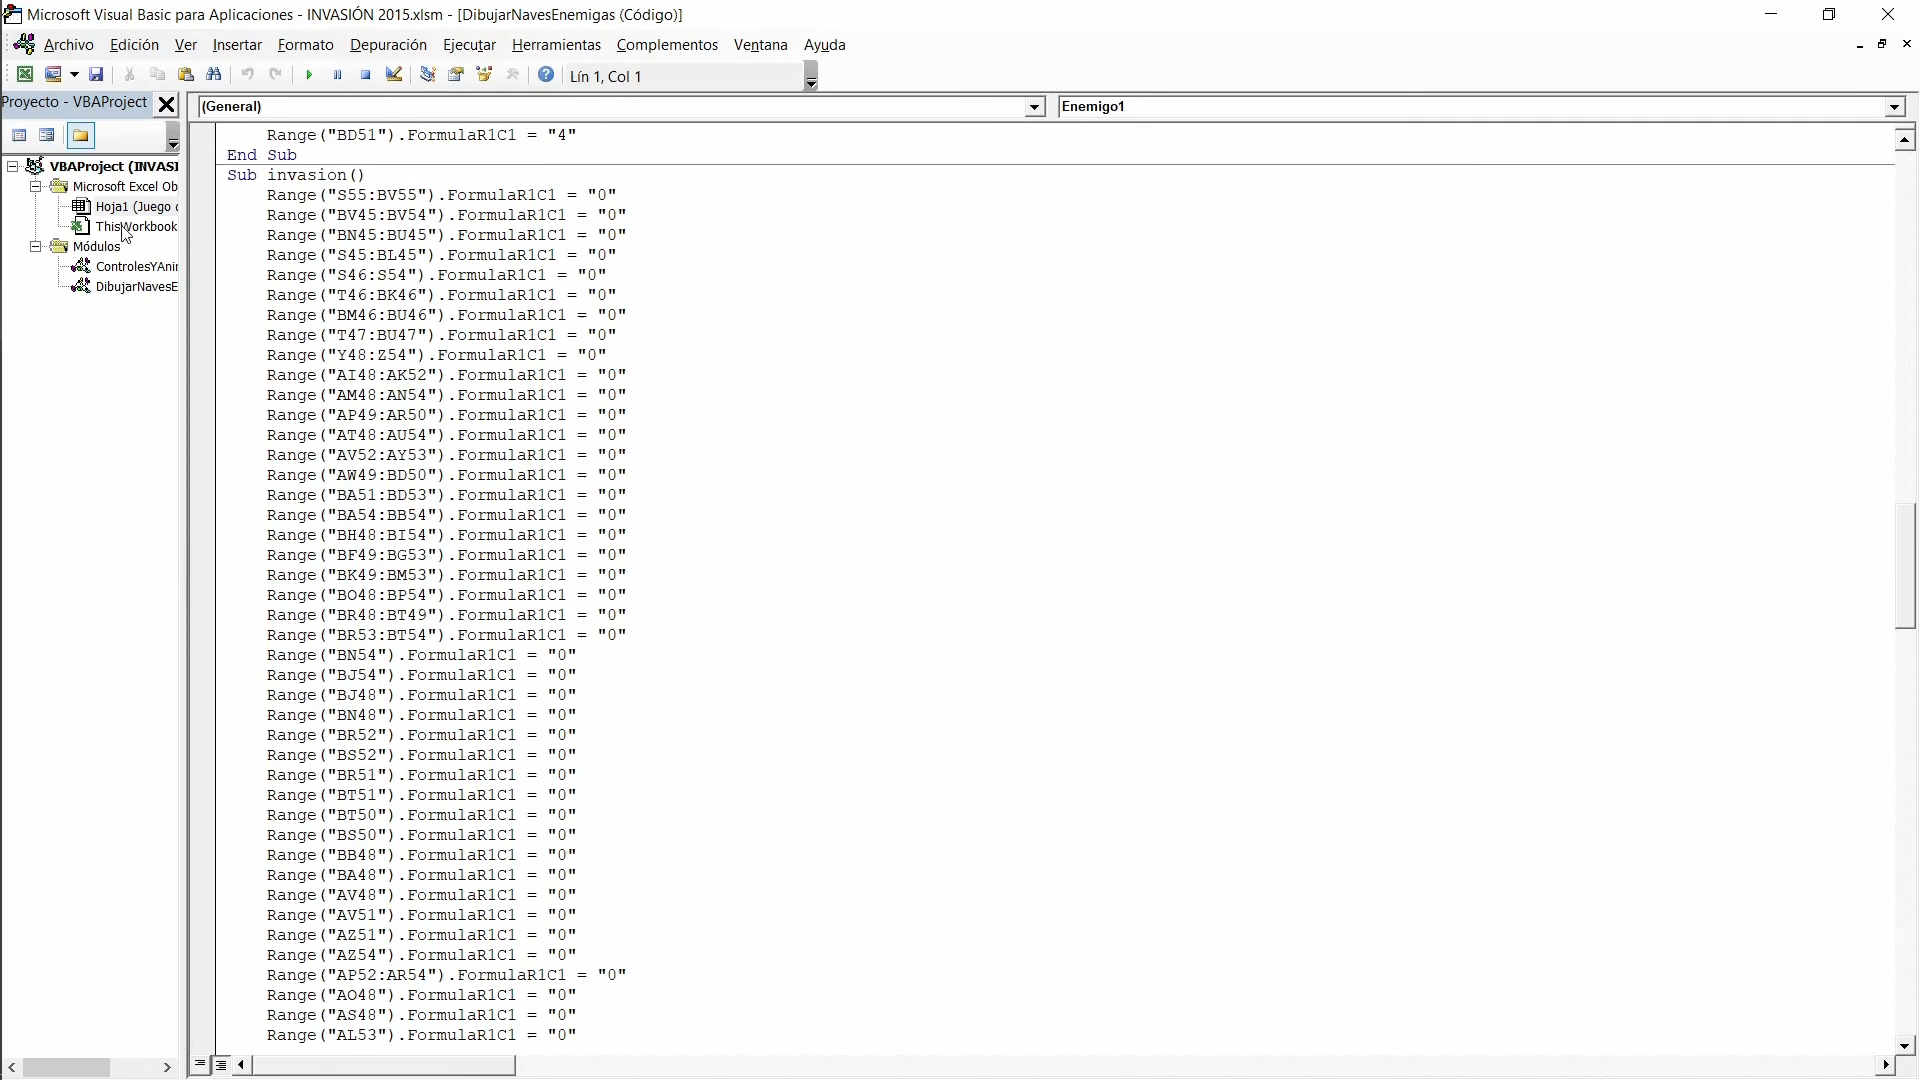 Microsoft Visual Basic para Aplicaciones - INVASIÓN 2015.xlsm - [DibujarNavesEnemigas (Código)]
Archivo Edición Ver Insertar Formato Depuración Ejecutar Herramientas Complementos Ventana Ayuda
Lín 1, Col 1
Proyecto - VBAProject
(General)
Enemigo1
VBAProject (INVASI
Microsoft Excel Ob
Hoja1 (Juego
ThisWorkbook
Módulos
ControlesYAnin
DibujarNavesE
Range("BD51").FormulaR1C1 = "4"
End Sub
Sub invasion()
Range("S55:BV55").FormulaR1C1 = "0"
Range("BV45:BV54").FormulaR1C1 = "0"
Range("BN45:BU45").FormulaR1C1 = "0"
Range("S45:BL45").FormulaR1C1 = "0"
Range("S46:S54").FormulaR1C1 = "0"
Range("T46:BK46").FormulaR1C1 = "0"
Range("BM46:BU46").FormulaR1C1 = "0"
Range("T47:BU47").FormulaR1C1 = "0"
Range("Y48:Z54").FormulaR1C1 = "0"
Range("AI48:AK52").FormulaR1C1 = "0"
Range("AM48:AN54").FormulaR1C1 = "0"
Range("AP49:AR50").FormulaR1C1 = "0"
Range("AT48:AU54").FormulaR1C1 = "0"
Range("AV52:AY53").FormulaR1C1 = "0"
Range("AW49:BD50").FormulaR1C1 = "0"
Range("BA51:BD53").FormulaR1C1 = "0"
Range("BA54:BB54").FormulaR1C1 = "0"
Range("BH48:BI54").FormulaR1C1 = "0"
Range("BF49:BG53").FormulaR1C1 = "0"
Range("BK49:BM53").FormulaR1C1 = "0"
Range("BO48:BP54").FormulaR1C1 = "0"
Range("BR48:BT49").FormulaR1C1 = "0"
Range("BR53:BT54").FormulaR1C1 = "0"
Range("BN54").FormulaR1C1 = "0"
Range("BJ54").FormulaR1C1 = "0"
Range("BJ48").FormulaR1C1 = "0"
Range("BN48").FormulaR1C1 = "0"
Range("BR52").FormulaR1C1 = "0"
Range("BS52").FormulaR1C1 = "0"
Range("BR51").FormulaR1C1 = "0"
Range("BT51").FormulaR1C1 = "0"
Range("BT50").FormulaR1C1 = "0"
Range("BS50").FormulaR1C1 = "0"
Range("BB48").FormulaR1C1 = "0"
Range("BA48").FormulaR1C1 = "0"
Range("AV48").FormulaR1C1 = "0"
Range("AV51").FormulaR1C1 = "0"
Range("AZ51").FormulaR1C1 = "0"
Range("AZ54").FormulaR1C1 = "0"
Range("AP52:AR54").FormulaR1C1 = "0"
Range("AO48").FormulaR1C1 = "0"
Range("AS48").FormulaR1C1 = "0"
Range("AL53").FormulaR1C1 = "0"